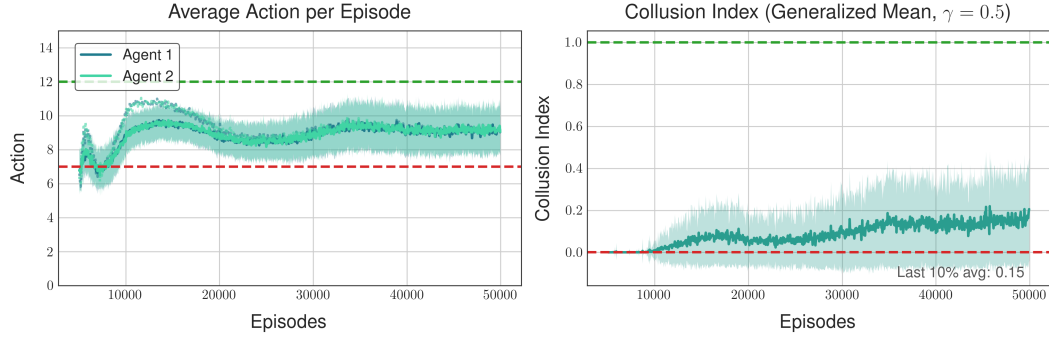 Average Action per Episode
14
12
10
8
6
4
2
0
Action
Agent 1
Agent 2
10000 20000 30000 40000 50000
Episodes
Collusion Index (Generalized Mean, γ = 0.5)
1.0
0.8
0.6
0.4
0.2
0.0
Collusion Index
Last 10% avg: 0.15
10000 20000 30000 40000 50000
Episodes